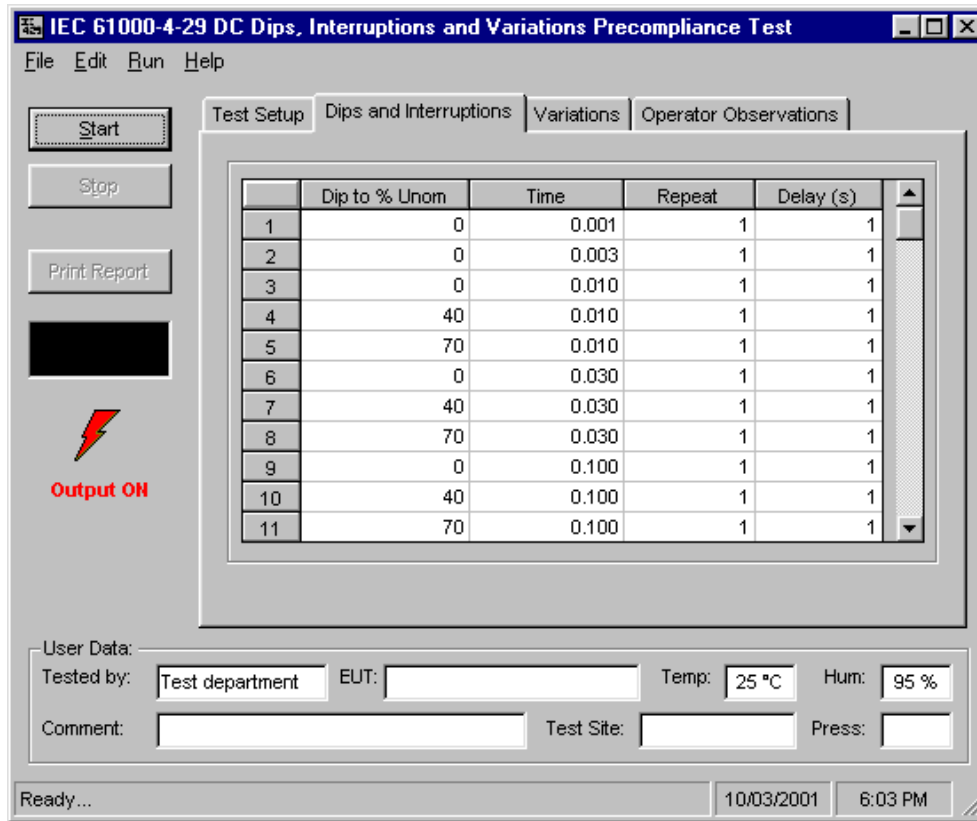 IEC 61000-4-29 DC Dips, Interruptions and Variations Precompliance Test
File Edit Run Help
Start
Stop
Print Report
Output ON
Test Setup Dips and Interruptions Variations Operator Observations
Dip to % Unom Time Repeat Delay (s)
1 0 0.001 1 1
2 0 0.003 1 1
3 0 0.010 1 1
4 40 0.010 1 1
5 70 0.010 1 1
6 0 0.030 1 1
7 40 0.030 1 1
8 70 0.030 1 1
9 0 0.100 1 1
10 40 0.100 1 1
11 70 0.100 1 1
User Data:
Tested by: Test department EUT: Temp: 25 °C Hum: 95 %
Comment: Test Site: Press:
Ready... 10/03/2001 6:03 PM